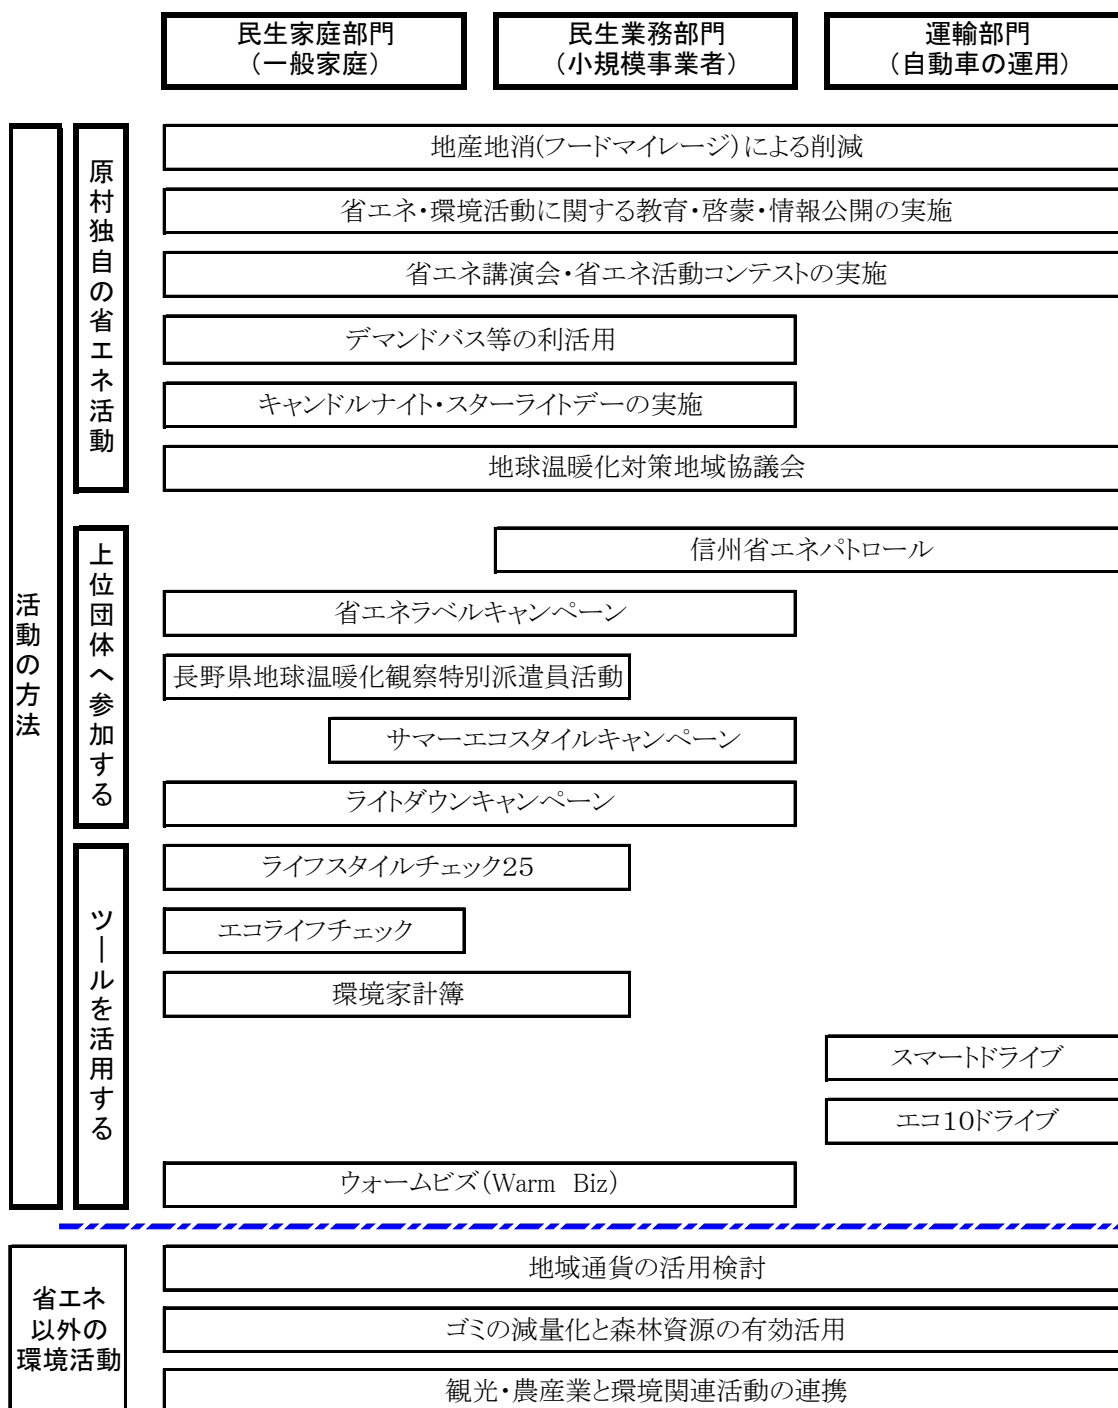 民生家庭部門
（一般家庭）
民生業務部門
（小規模事業者）
運輸部門
（自動車の運用）
活動の方法
原村独自の省エネ活動
地産地消(フードマイレージ)による削減
省エネ・環境活動に関する教育・啓蒙・情報公開の実施
省エネ講演会・省エネ活動コンテストの実施
デマンドバス等の利活用
キャンドルナイト・スターライトデーの実施
地球温暖化対策地域協議会
上位団体へ参加する
信州省エネパトロール
省エネラベルキャンペーン
長野県地球温暖化観察特別派遣員活動
サマーエコスタイルキャンペーン
ライトダウンキャンペーン
ツールを活用する
ライフスタイルチェック25
エコライフチェック
環境家計簿
スマートドライブ
エコ10ドライブ
ウォームビズ(Warm Biz)
省エネ
以外の
環境活動
地域通貨の活用検討
ゴミの減量化と森林資源の有効活用
観光・農産業と環境関連活動の連携